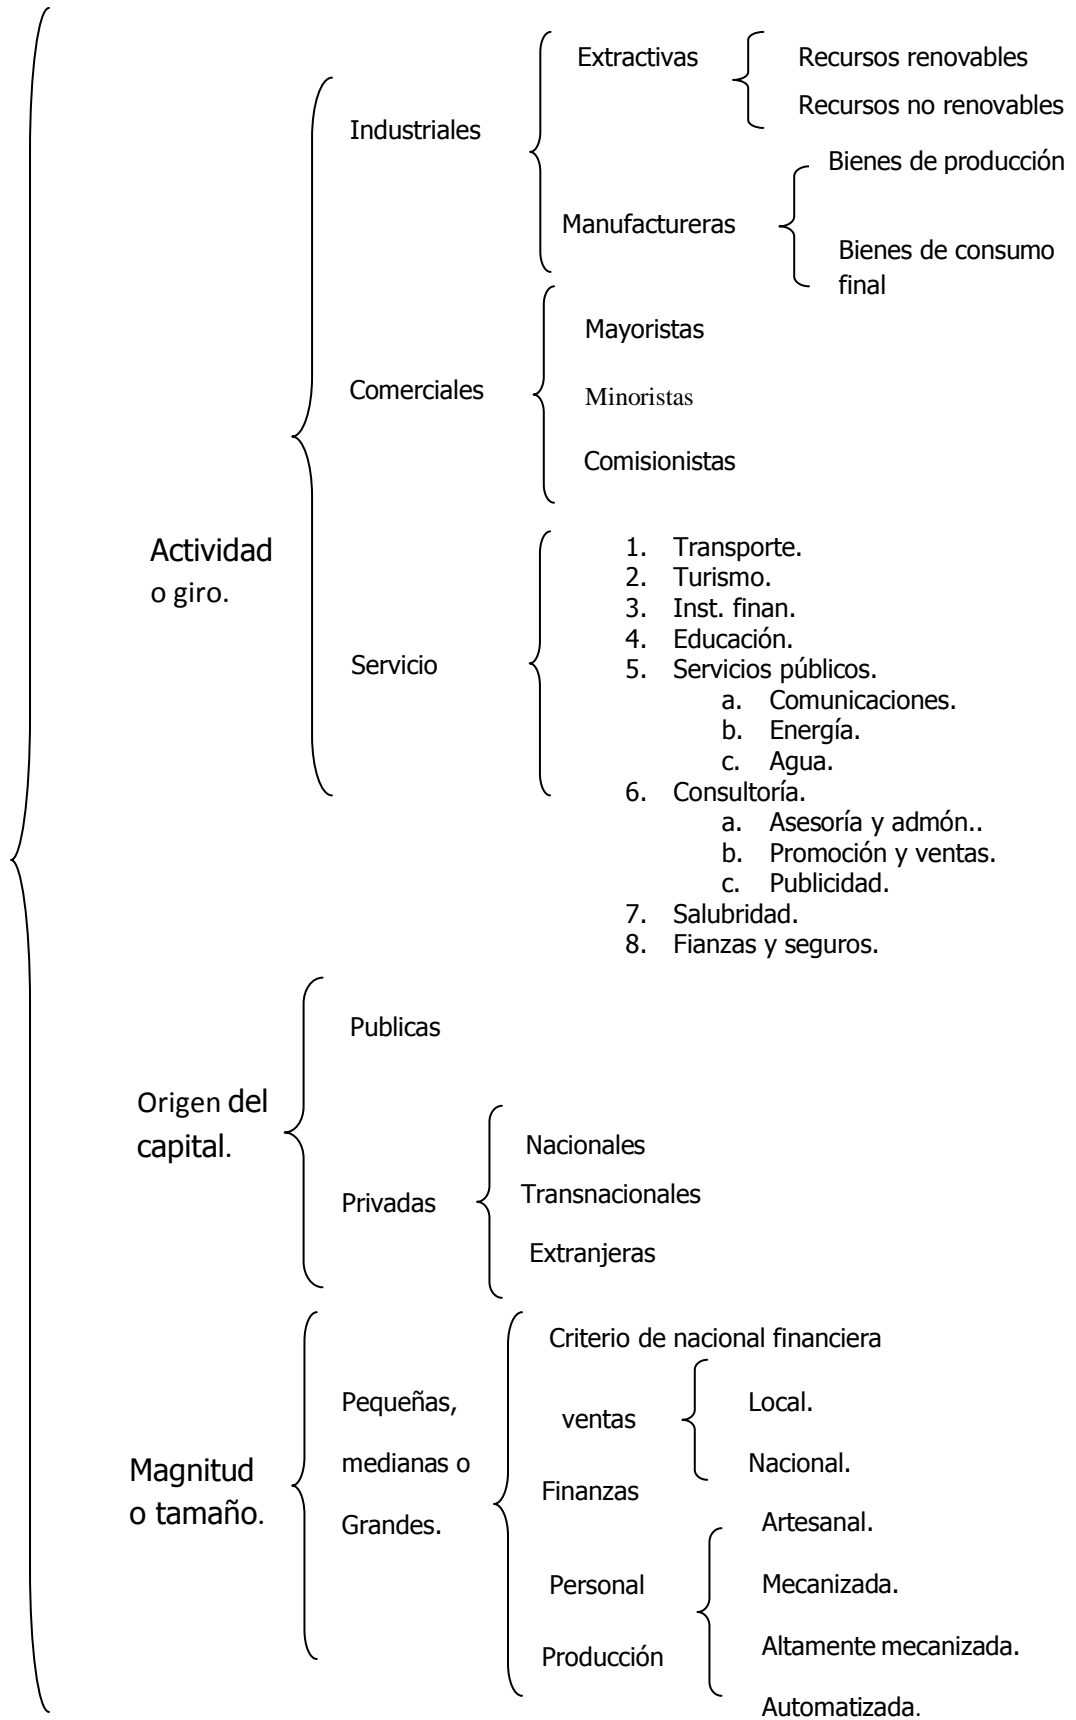 Extractivas
Recursos renovables
Recursos no renovables
Industriales
Bienes de producción
Manufactureras
Bienes de consumo
final
Mayoristas
Comerciales
Minoristas
Comisionistas
Actividad
o giro.
Servicio
1. Transporte.
2. Turismo.
3. Inst. finan.
4. Educación.
5. Servicios públicos.
a. Comunicaciones.
b. Energía.
c. Agua.
6. Consultoría.
a. Asesoría y admón..
b. Promoción y ventas.
c. Publicidad.
7. Salubridad.
8. Fianzas y seguros.
Publicas
Origen del
capital.
Privadas
Nacionales
Transnacionales
Extranjeras
Magnitud
o tamaño.
Pequeñas,
medianas o
Grandes.
Criterio de nacional financiera
ventas
Local.
Nacional.
Finanzas
Personal
Producción
Artesanal.
Mecanizada.
Altamente mecanizada.
Automatizada.